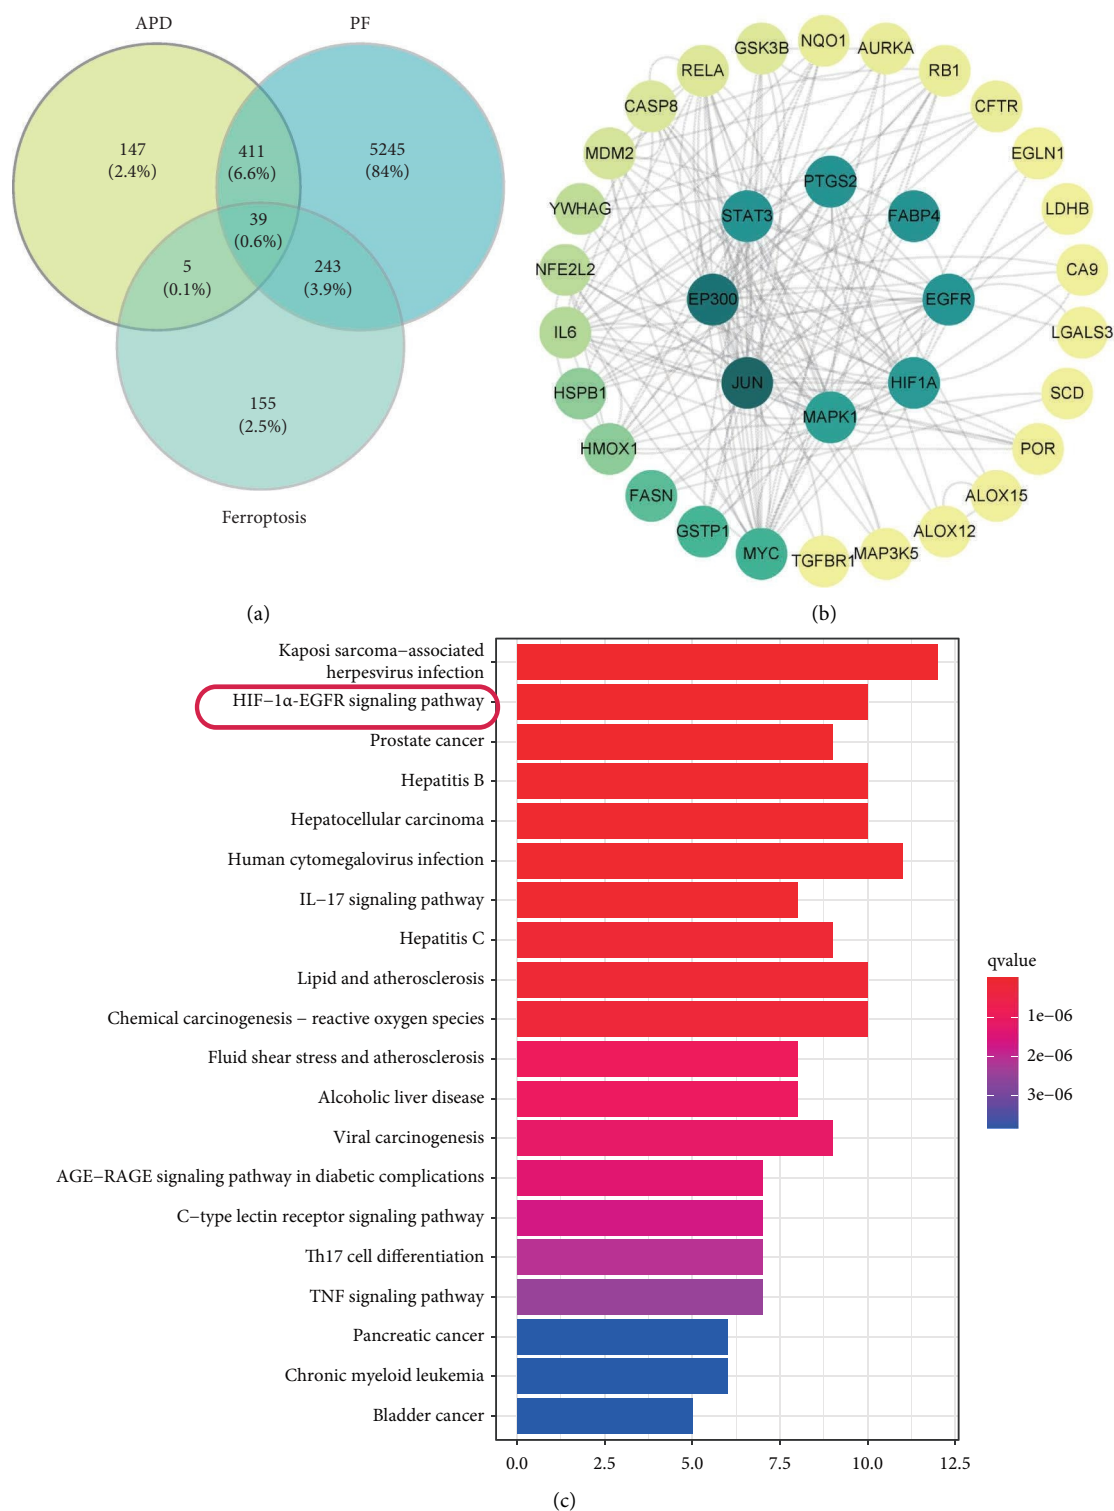 APD PF
147
(2.4%)
411
(6.6%)
5245
(84%)
39
(0.6%)
5
(0.1%)
243
(3.9%)
155
(2.5%)
Ferroptosis
(a)
GSK3B
NQO1
AURKA
RELA
RB1
CASP8
CFTR
MDM2
EGLN1
PTGS2
YWHAG
STAT3
FABP4
LDHB
NFE2L2
CA9
EP300
EGFR
IL6
LGALS3
HSPB1
JUN
HIF1A
SCD
MAPK1
HMOX1
POR
FASN
ALOX15
GSTP1
ALOX12
MYC
TGFBR1
MAP3K5
(b)
Kaposi sarcoma−associated
herpesvirus infection
HIF−1α-EGFR signaling pathway
Prostate cancer
Hepatitis B
Hepatocellular carcinoma
Human cytomegalovirus infection
IL−17 signaling pathway
Hepatitis C
Lipid and atherosclerosis
Chemical carcinogenesis − reactive oxygen species
Fluid shear stress and atherosclerosis
Alcoholic liver disease
Viral carcinogenesis
AGE−RAGE signaling pathway in diabetic complications
C−type lectin receptor signaling pathway
Th17 cell differentiation
TNF signaling pathway
Pancreatic cancer
Chronic myeloid leukemia
Bladder cancer
0.0 2.5 5.0 7.5 10.0 12.5
qvalue
1e−06
2e−06
3e−06
(c)